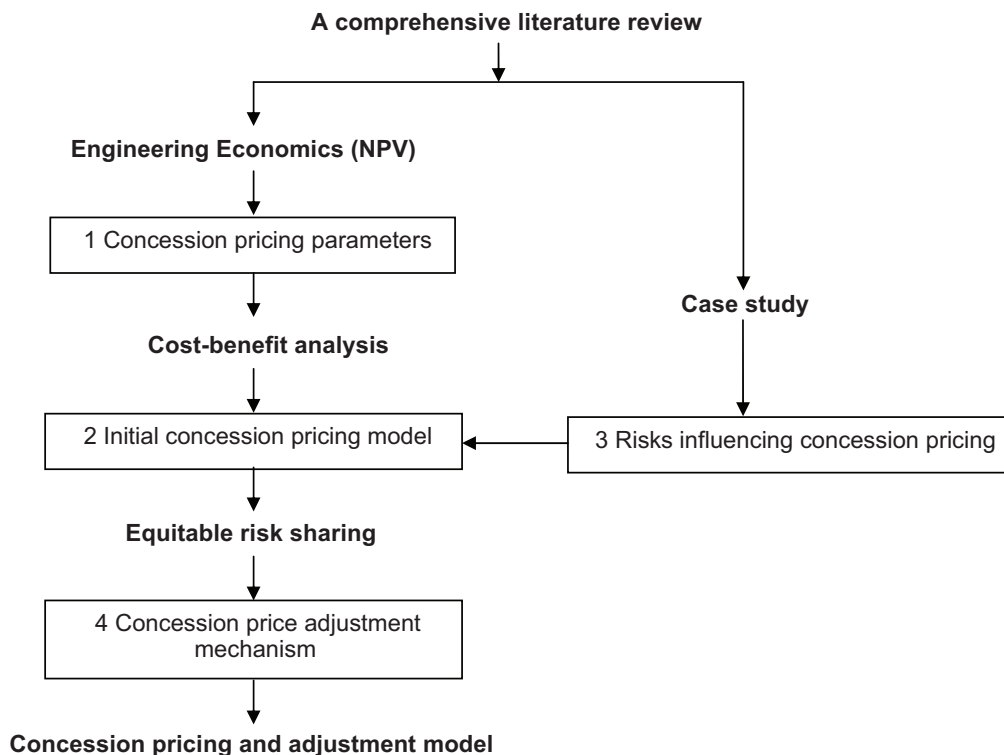 A comprehensive literature review
Engineering Economics (NPV)
1 Concession pricing parameters
Case study
Cost-benefit analysis
2 Initial concession pricing model
3 Risks influencing concession pricing
Equitable risk sharing
4 Concession price adjustment
mechanism
Concession pricing and adjustment model